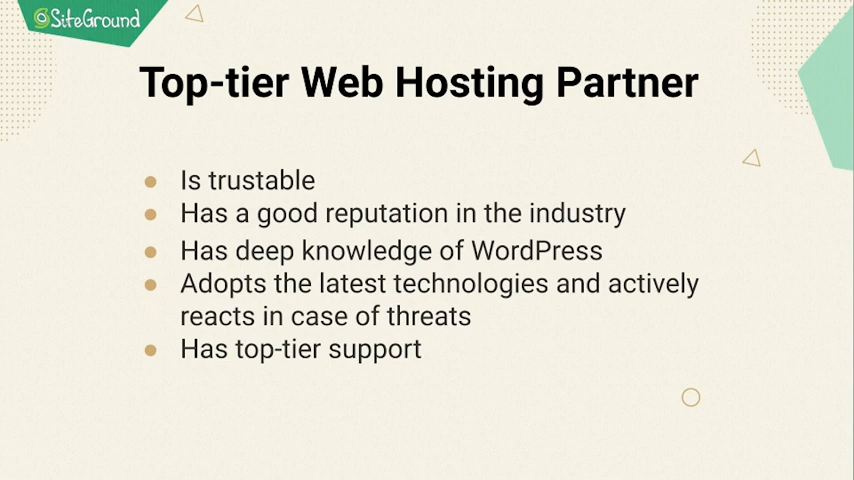 SiteGround
Top-tier Web Hosting Partner
● Is trustable
● Has a good reputation in the industry
● Has deep knowledge of WordPress
● Adopts the latest technologies and actively
reacts in case of threats
● Has top-tier support